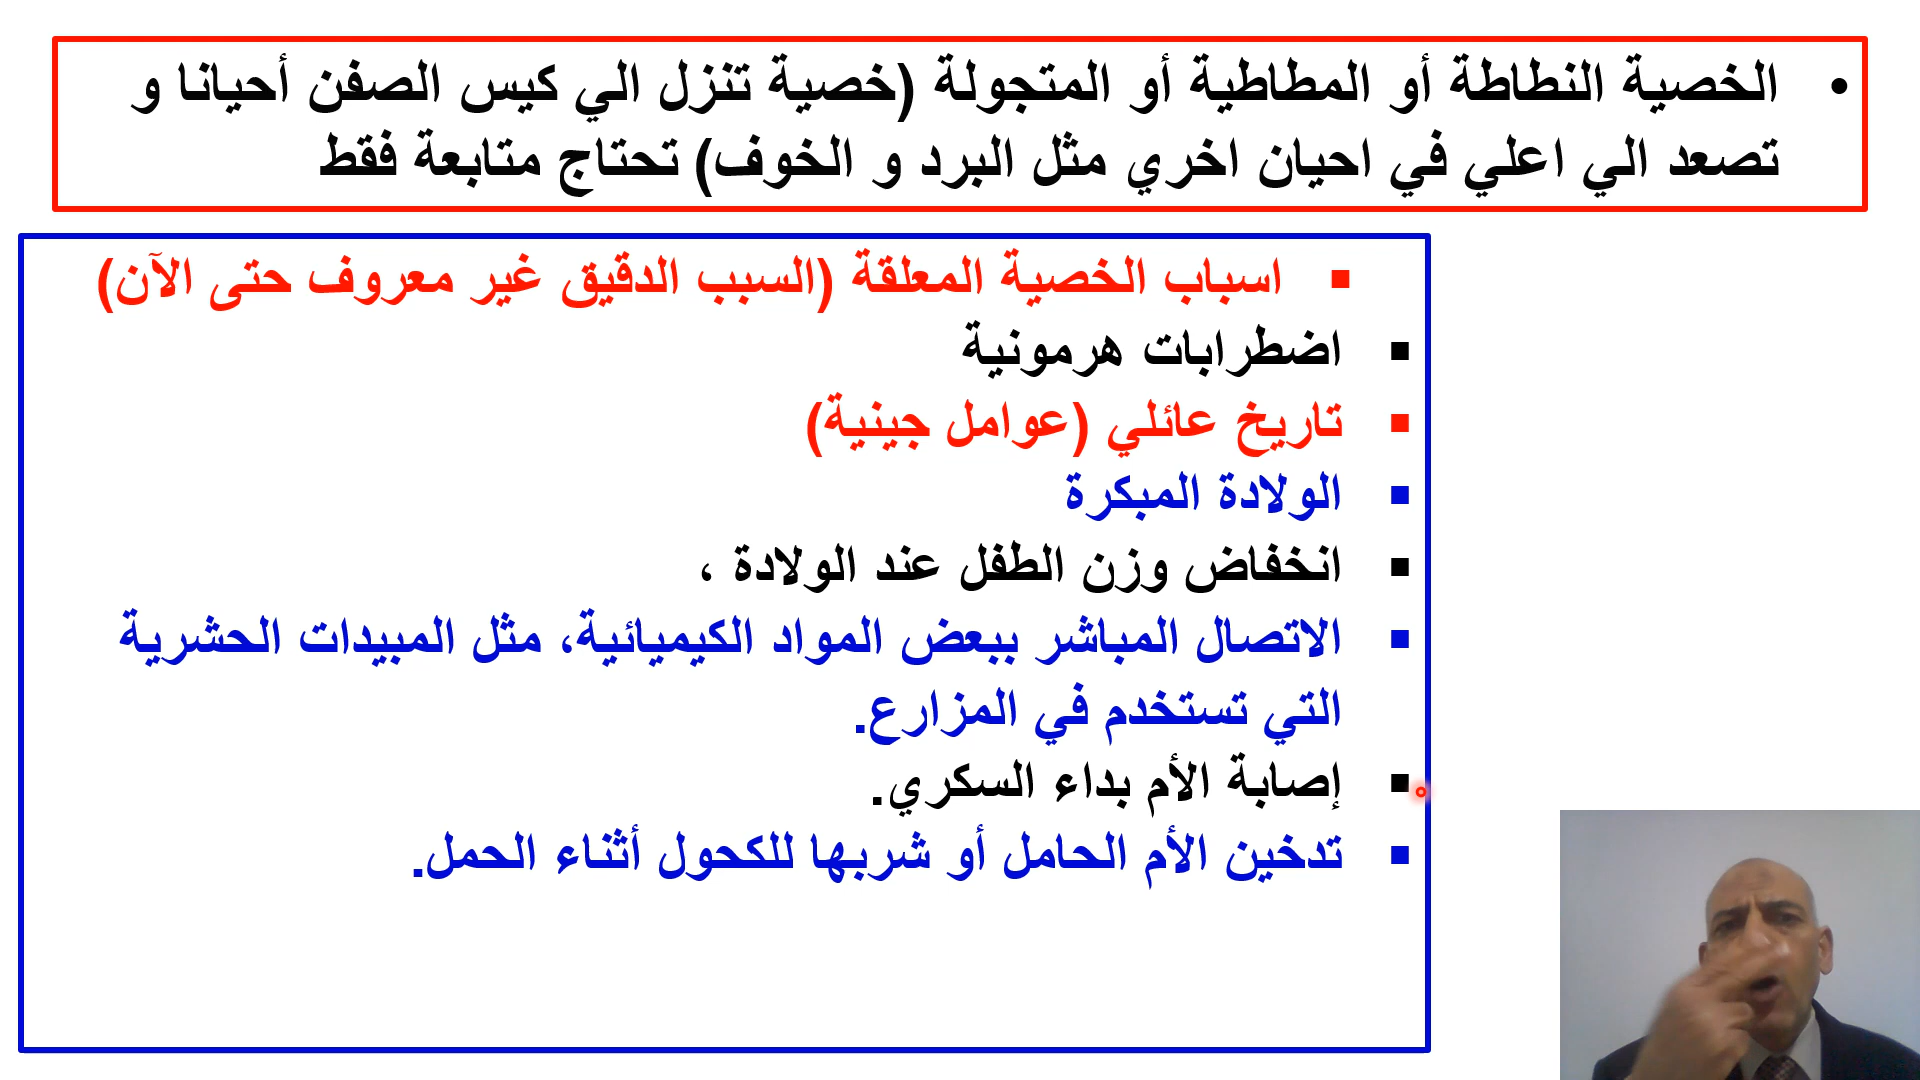 • الخصية النطاطة أو المطاطية أو المتجولة (خصية تنزل الي كيس الصفن أحيانا و
تصعد الي اعلي في احيان اخري مثل البرد و الخوف) تحتاج متابعة فقط
▪ اسباب الخصية المعلقة (السبب الدقيق غير معروف حتى الآن)
▪ اضطرابات هرمونية
▪ تاريخ عائلي (عوامل جينية)
▪ الولادة المبكرة
▪ انخفاض وزن الطفل عند الولادة ،
▪ الاتصال المباشر ببعض المواد الكيميائية، مثل المبيدات الحشرية
التي تستخدم في المزارع.
▪ إصابة الأم بداء السكري.
▪ تدخين الأم الحامل أو شربها للكحول أثناء الحمل.